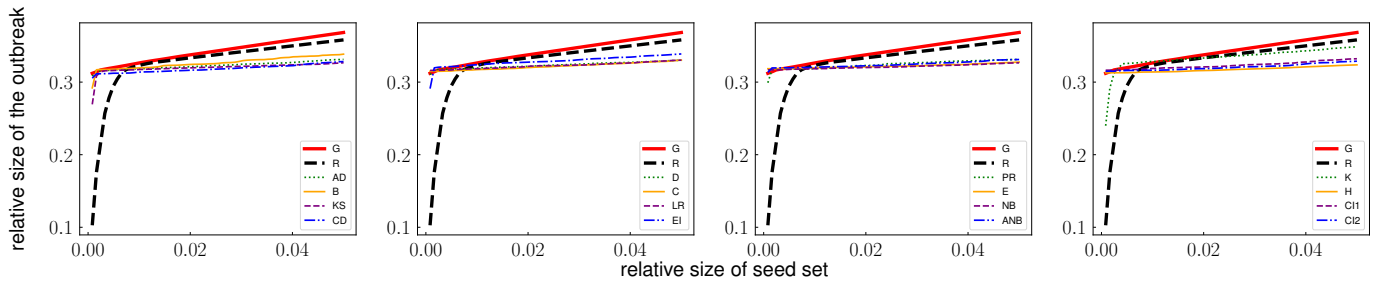 relative size of the outbreak
0.3
0.2
0.1
0.00 0.02 0.04
G
R
AD
B
KS
CD
0.3
0.2
0.1
0.00 0.02 0.04
G
R
D
C
LR
EI
0.3
0.2
0.1
0.00 0.02 0.04
G
R
PR
E
NB
ANB
0.3
0.2
0.1
0.00 0.02 0.04
G
R
K
H
CI1
CI2
relative size of seed set